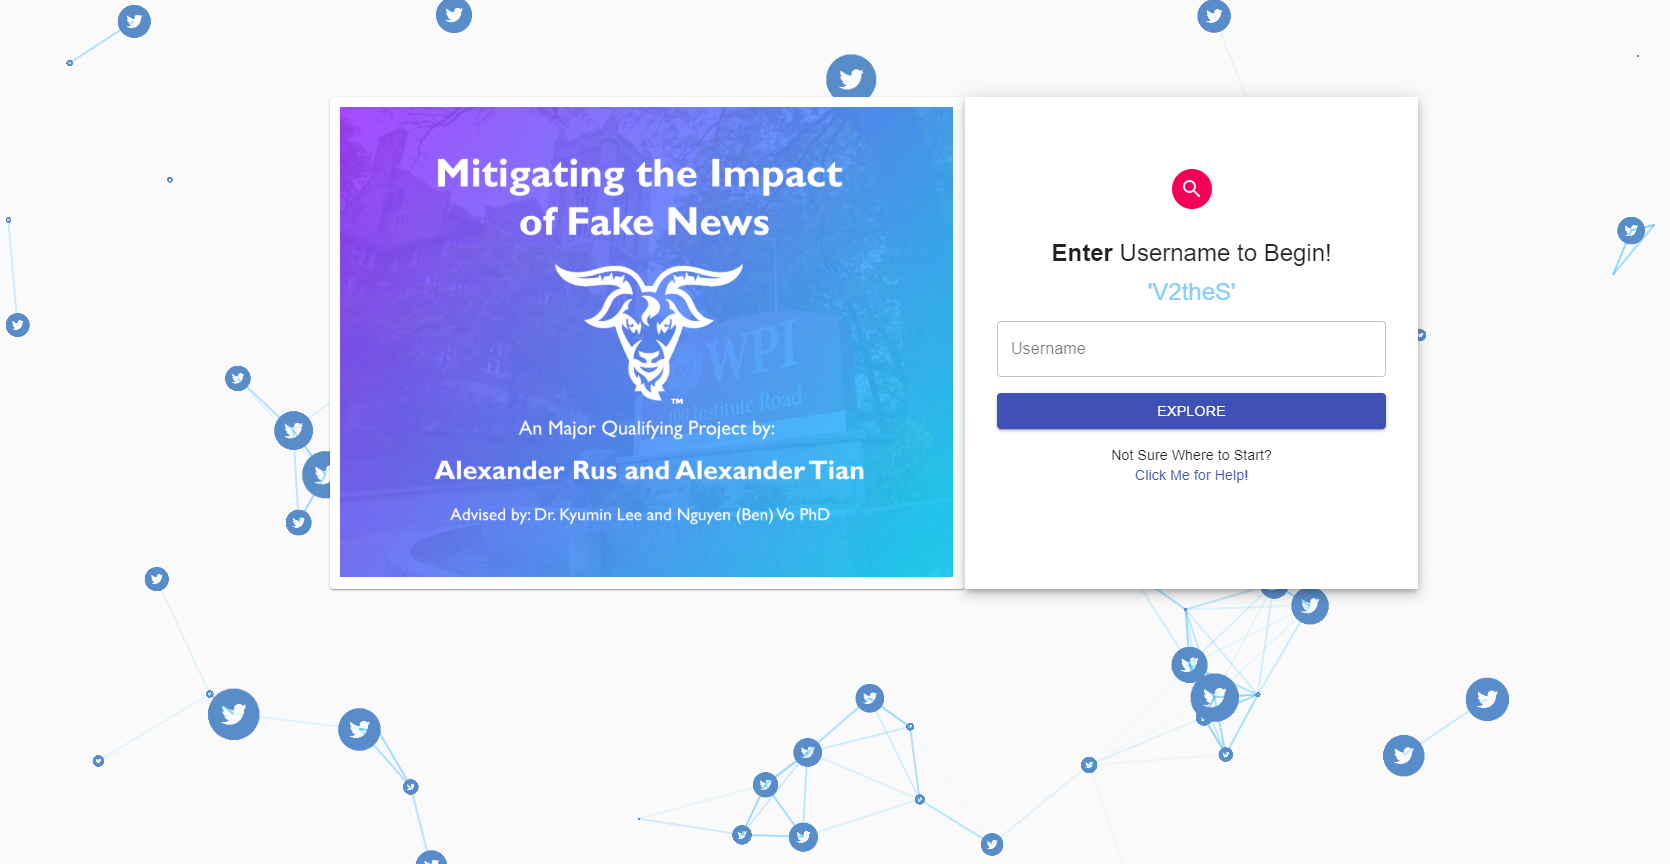 Mitigating the Impact
of Fake News
WPI
100 Institute Road
™
An Major Qualifying Project by:
Alexander Rus and Alexander Tian
Advised by: Dr. Kyumin Lee and Nguyen (Ben) Vo PhD
Enter Username to Begin!
'V2theS'
Username
EXPLORE
Not Sure Where to Start?
Click Me for Help!